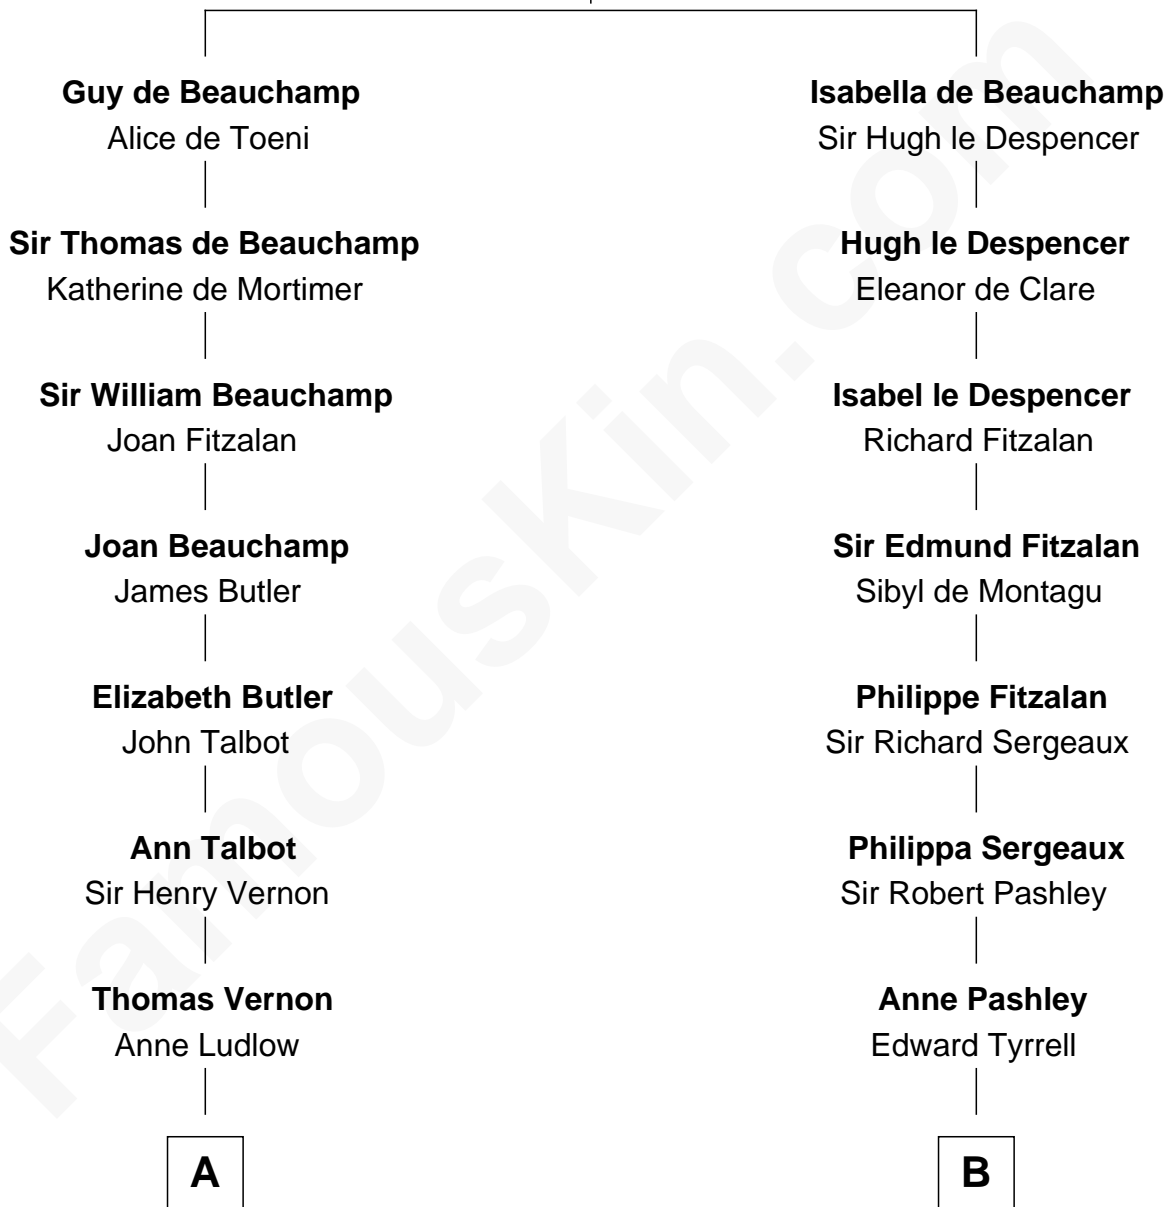 Guy de Beauchamp
Alice de Toeni
Isabella de Beauchamp
Sir Hugh le Despencer
Sir Thomas de Beauchamp
Katherine de Mortimer
Hugh le Despencer
Eleanor de Clare
Sir William Beauchamp
Joan Fitzalan
Isabel le Despencer
Richard Fitzalan
Joan Beauchamp
James Butler
Sir Edmund Fitzalan
Sibyl de Montagu
Elizabeth Butler
John Talbot
Philippe Fitzalan
Sir Richard Sergeaux
Ann Talbot
Sir Henry Vernon
Philippa Sergeaux
Sir Robert Pashley
Thomas Vernon
Anne Ludlow
Anne Pashley
Edward Tyrrell
A
B
FamousKin.com